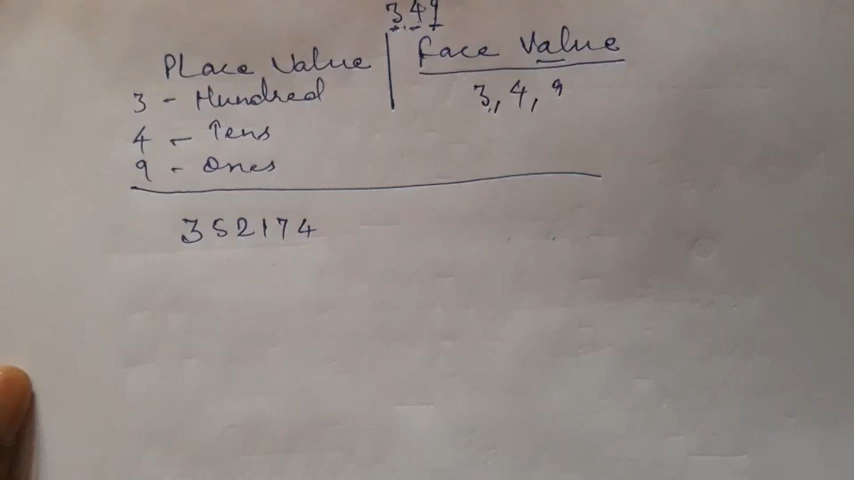 349
Place Value | Face Value
3 - Hundred 3, 4, 9
4 - Tens
9 - Ones
352174